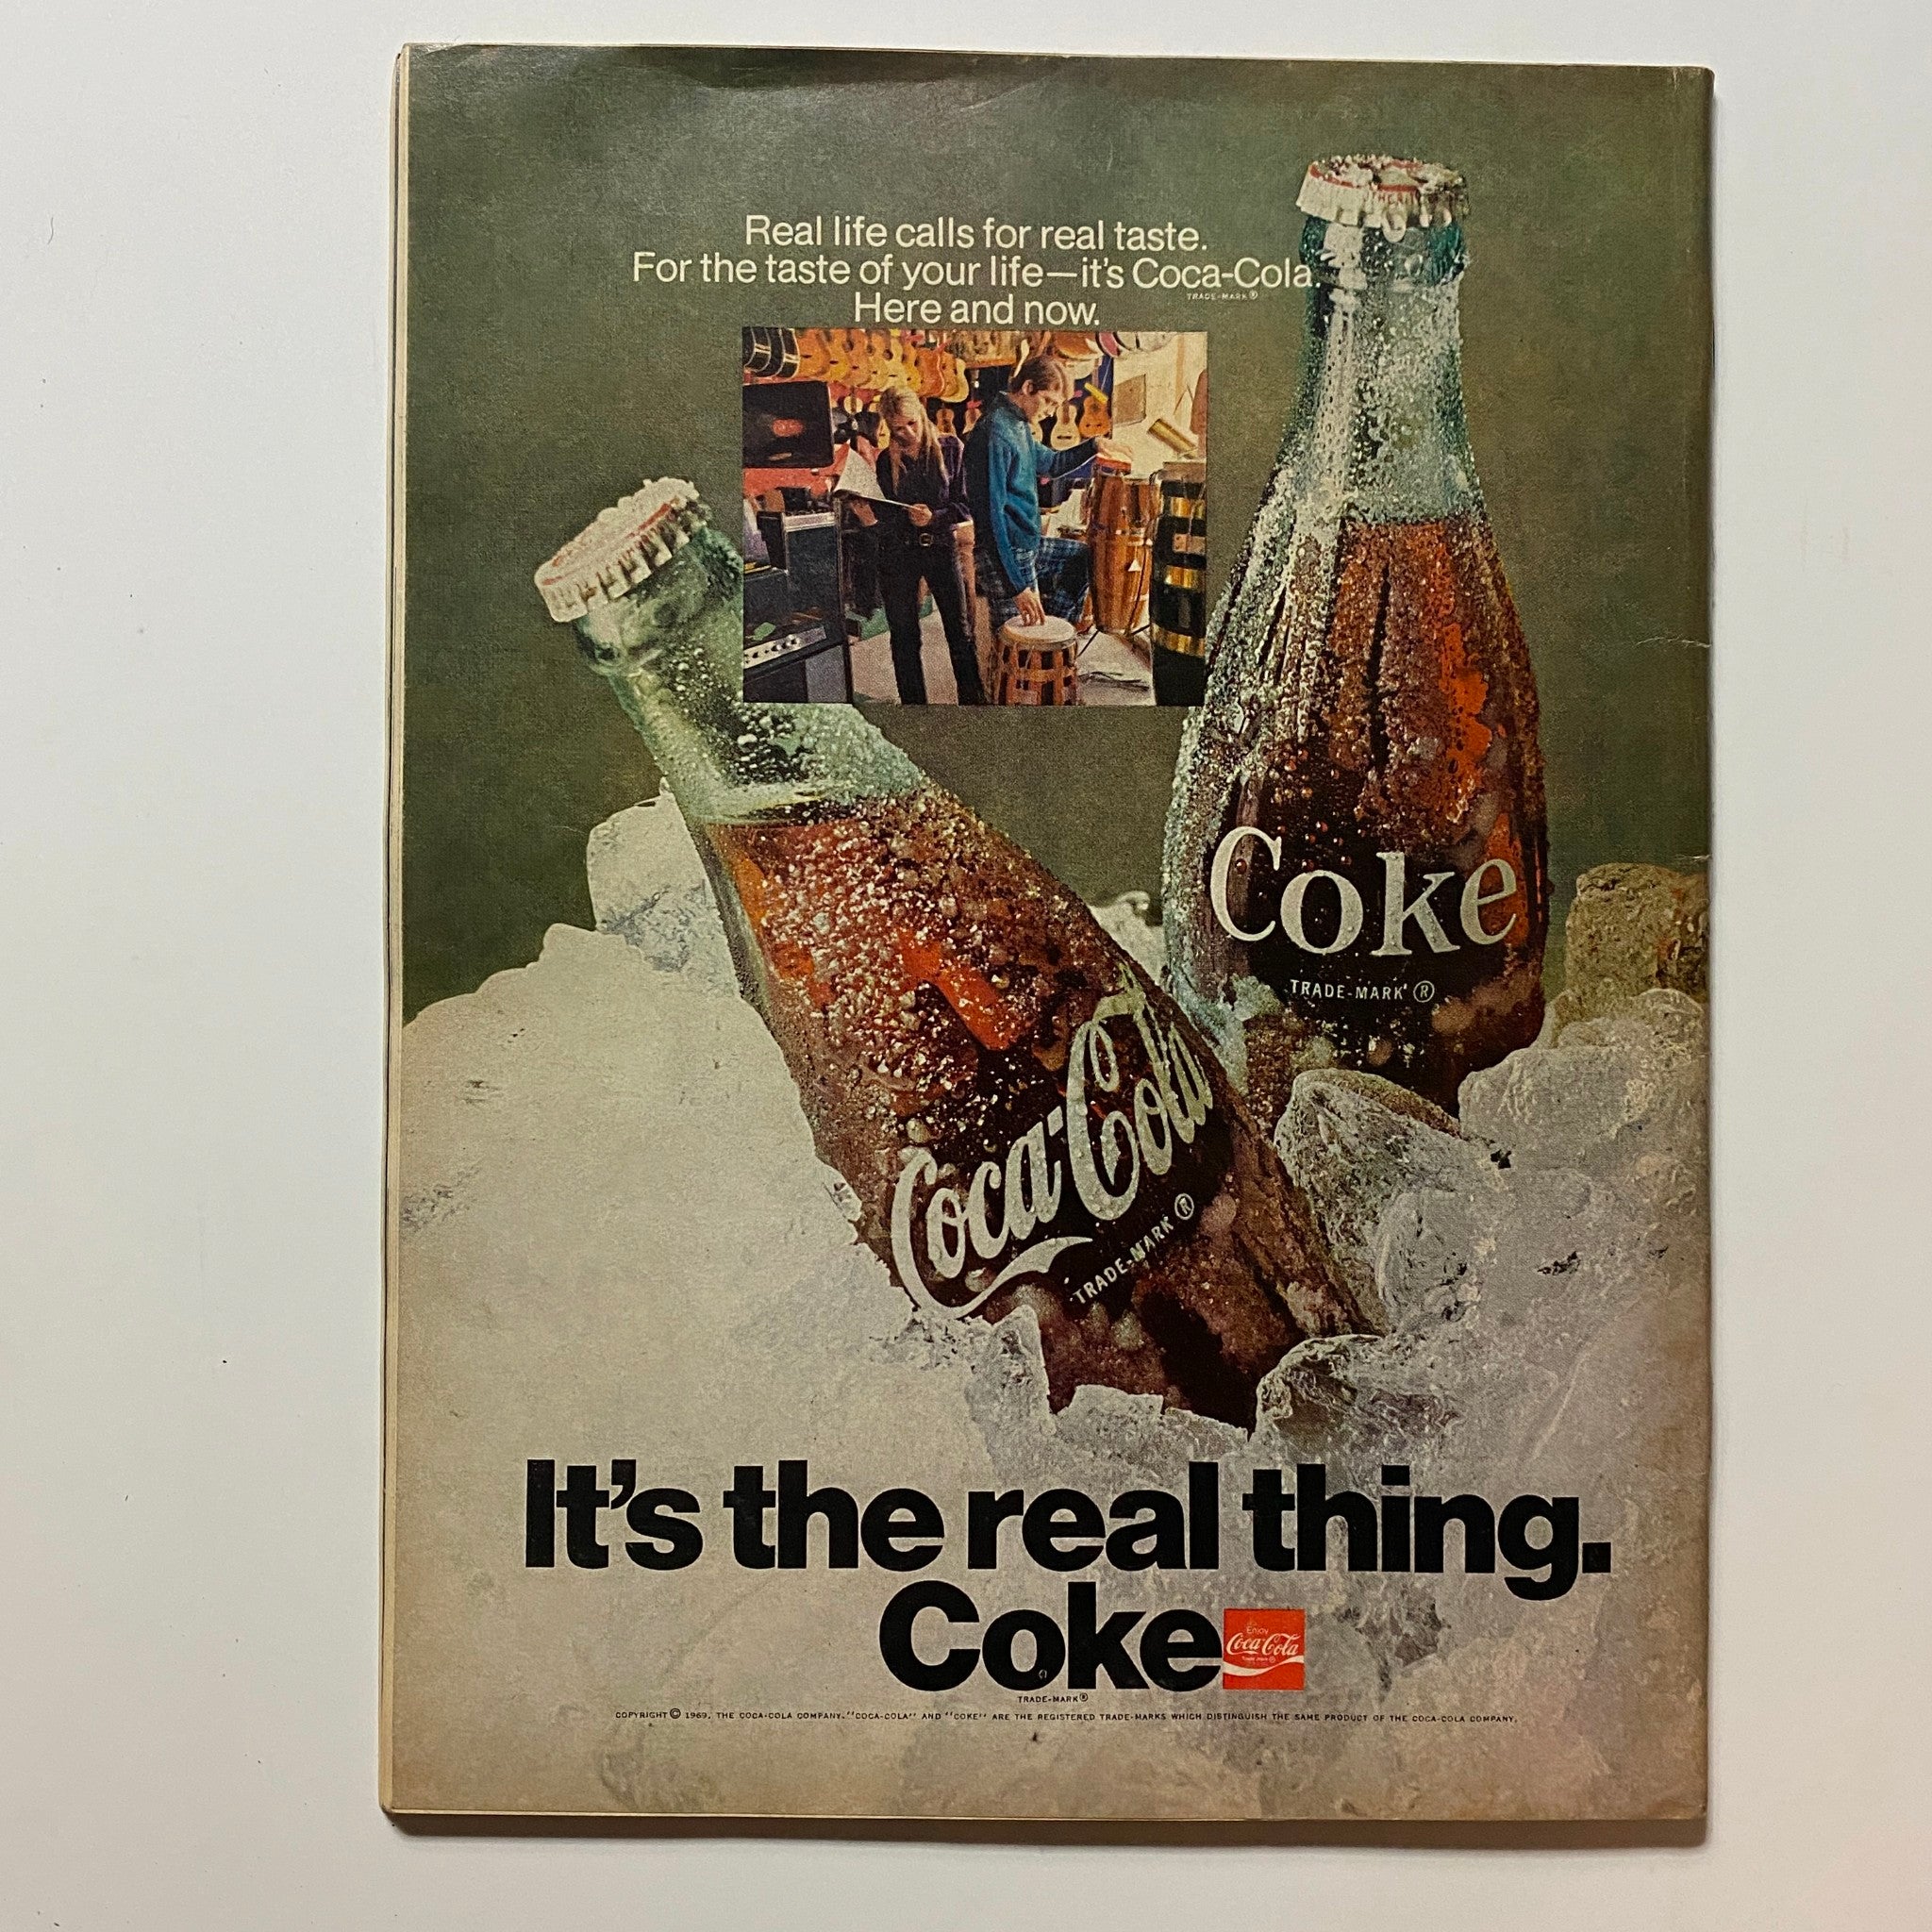 Real life calls for real taste.
For the taste of your life—it's Coca-Cola.
TRADE-MARK®
Here and now.
Coke
TRADE-MARK ®
Coca-Cola
TRADE-MARK ®
It's the real thing.
Coke
Enjoy
Coca-Cola
TRADE-MARK®
COPYRIGHT © 1969, THE COCA-COLA COMPANY. "COCA-COLA" AND "COKE" ARE THE REGISTERED TRADE-MARKS WHICH DISTINGUISH THE SAME PRODUCT OF THE COCA-COLA COMPANY.